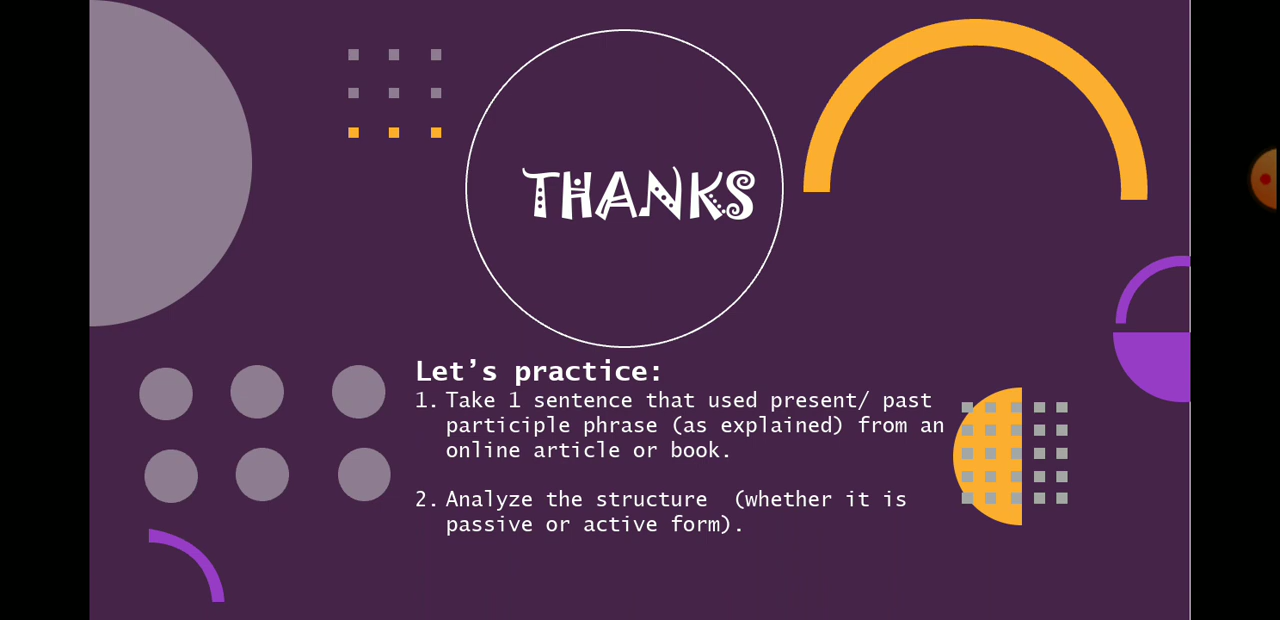 THANKS
Let’s practice:
1. Take 1 sentence that used present/ past
participle phrase (as explained) from an
online article or book.
2. Analyze the structure  (whether it is
passive or active form).